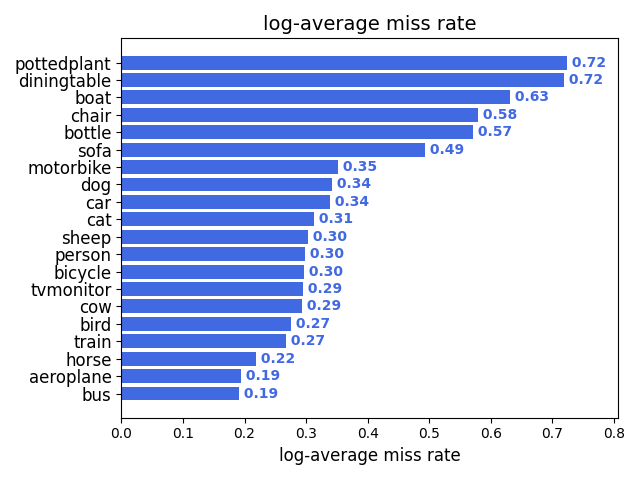 log-average miss rate
pottedplant 0.72
diningtable 0.72
boat 0.63
chair 0.58
bottle 0.57
sofa 0.49
motorbike 0.35
dog 0.34
car 0.34
cat 0.31
sheep 0.30
person 0.30
bicycle 0.30
tvmonitor 0.29
cow 0.29
bird 0.27
train 0.27
horse 0.22
aeroplane 0.19
bus 0.19
0.0 0.1 0.2 0.3 0.4 0.5 0.6 0.7 0.8
log-average miss rate